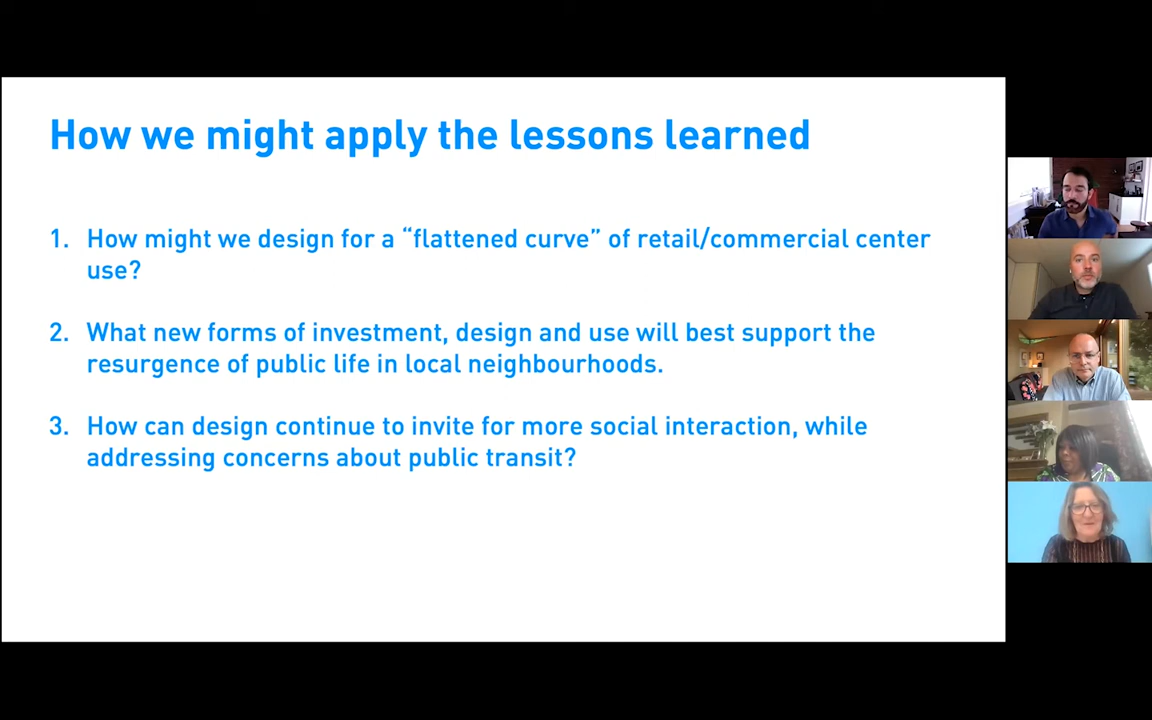 How we might apply the lessons learned
1. How might we design for a “flattened curve” of retail/commercial center
use?
2. What new forms of investment, design and use will best support the
resurgence of public life in local neighbourhoods.
3. How can design continue to invite for more social interaction, while
addressing concerns about public transit?